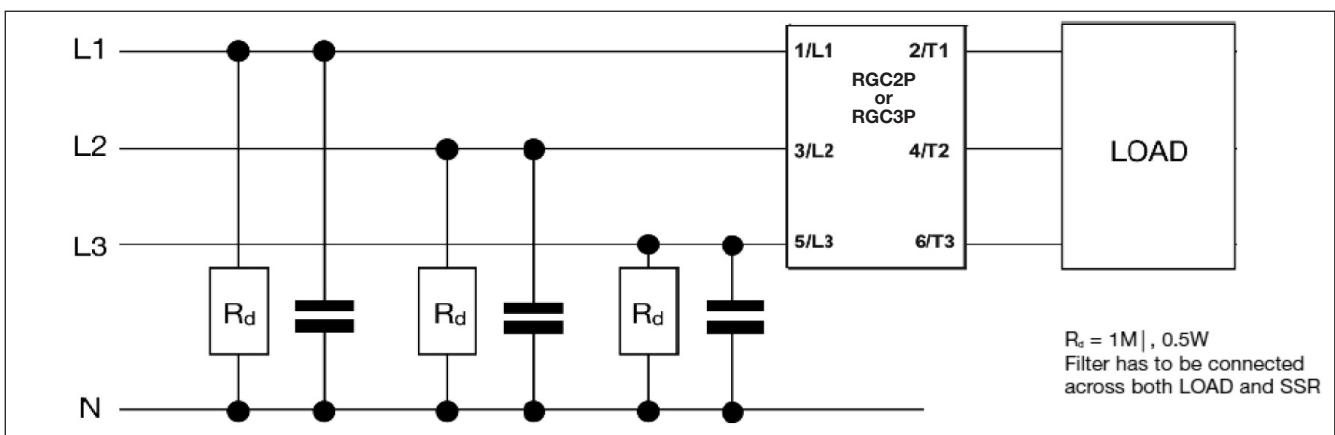 L1
1/L1 2/T1
RGC2P
or
RGC3P
L2
3/L2 4/T2
LOAD
L3
5/L3 6/T3
Rd
Rd
Rd
Rd = 1M|, 0.5W
Filter has to be connected
across both LOAD and SSR
N